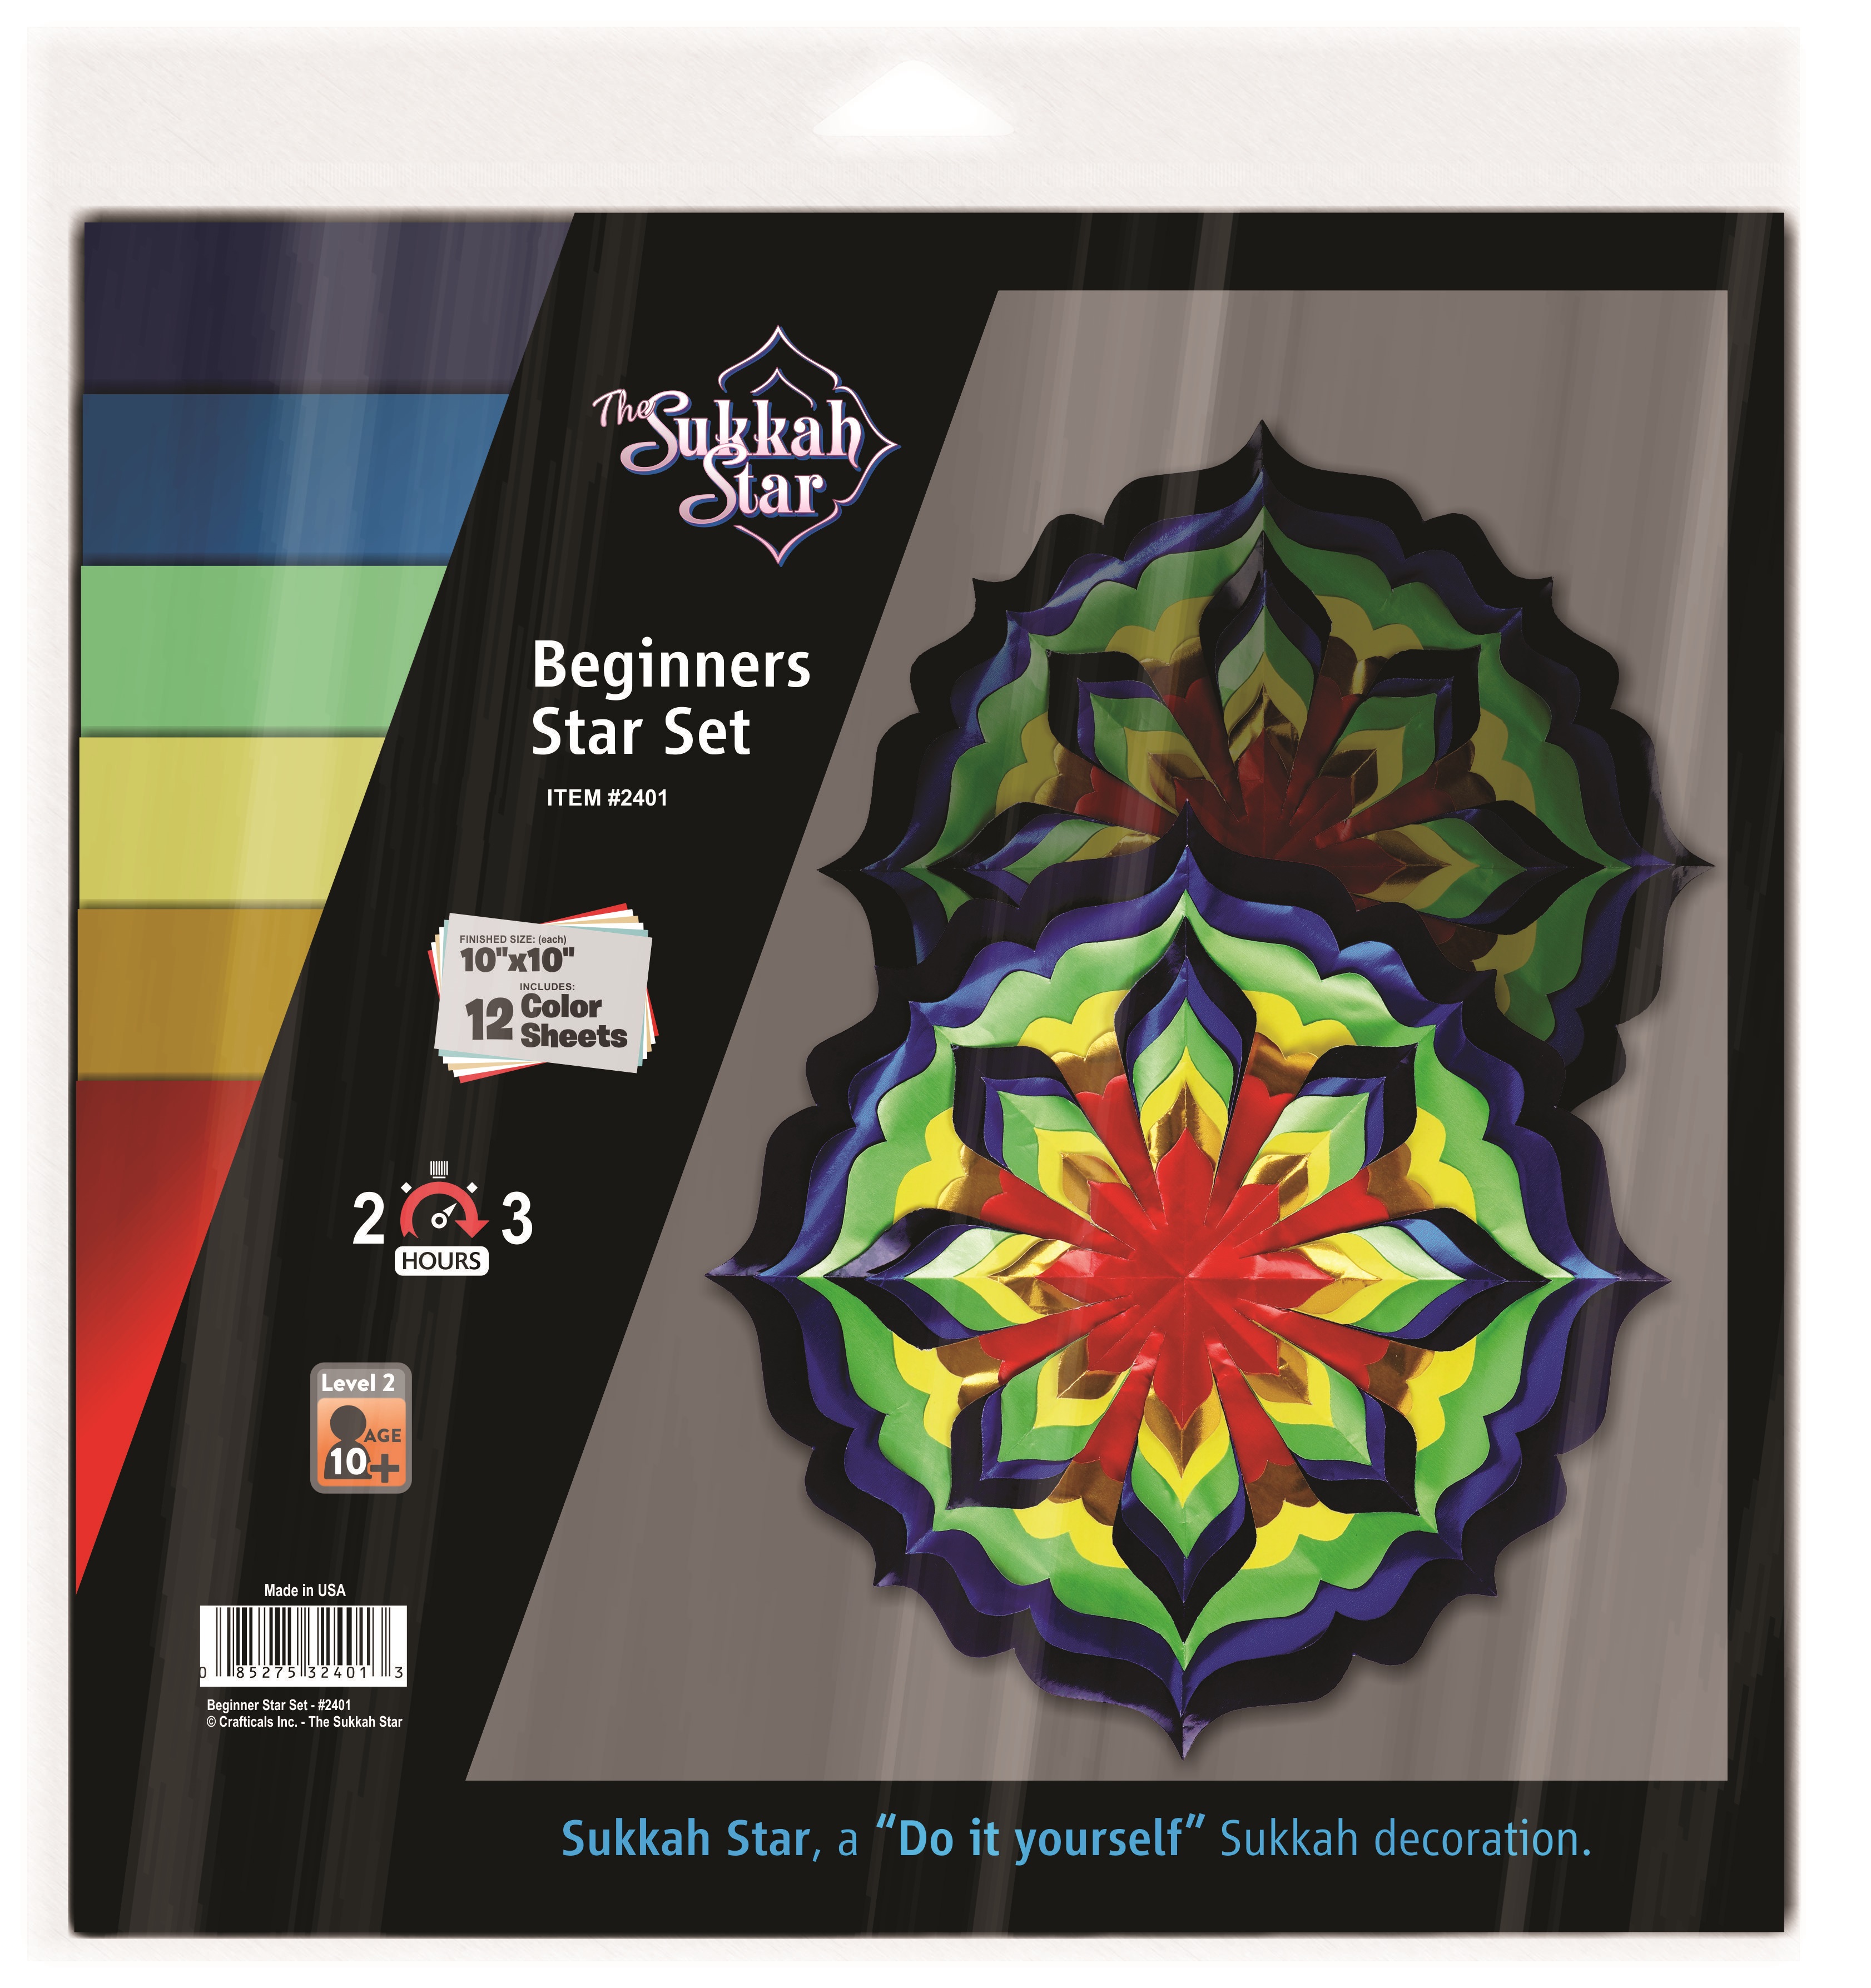 The
Sukkah
Star
Beginners
Star Set
ITEM #2401
FINISHED SIZE: (each)
10"x10"
INCLUDES:
12 Color
Sheets
2 3
HOURS
Level 2
AGE
10+
Made in USA
0 85275 32401 3
Beginner Star Set - #2401
© Crafticals Inc. - The Sukkah Star
Sukkah Star, a “Do it yourself” Sukkah decoration.